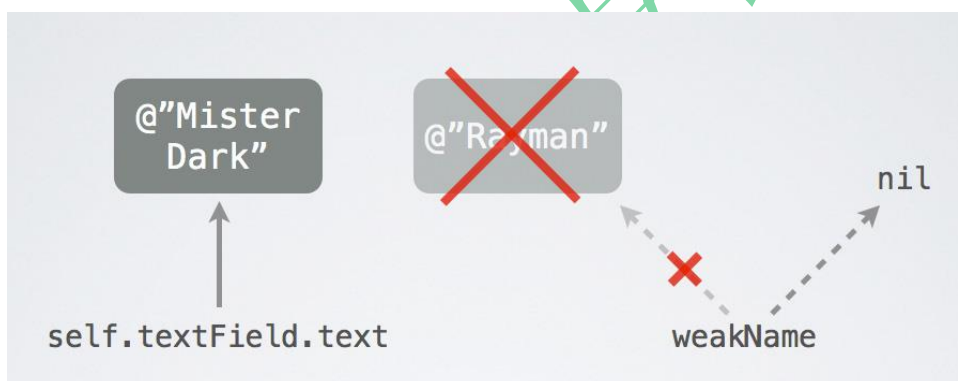 @”Mister
Dark”
@”Rayman”
nil
self.textField.text
weakName